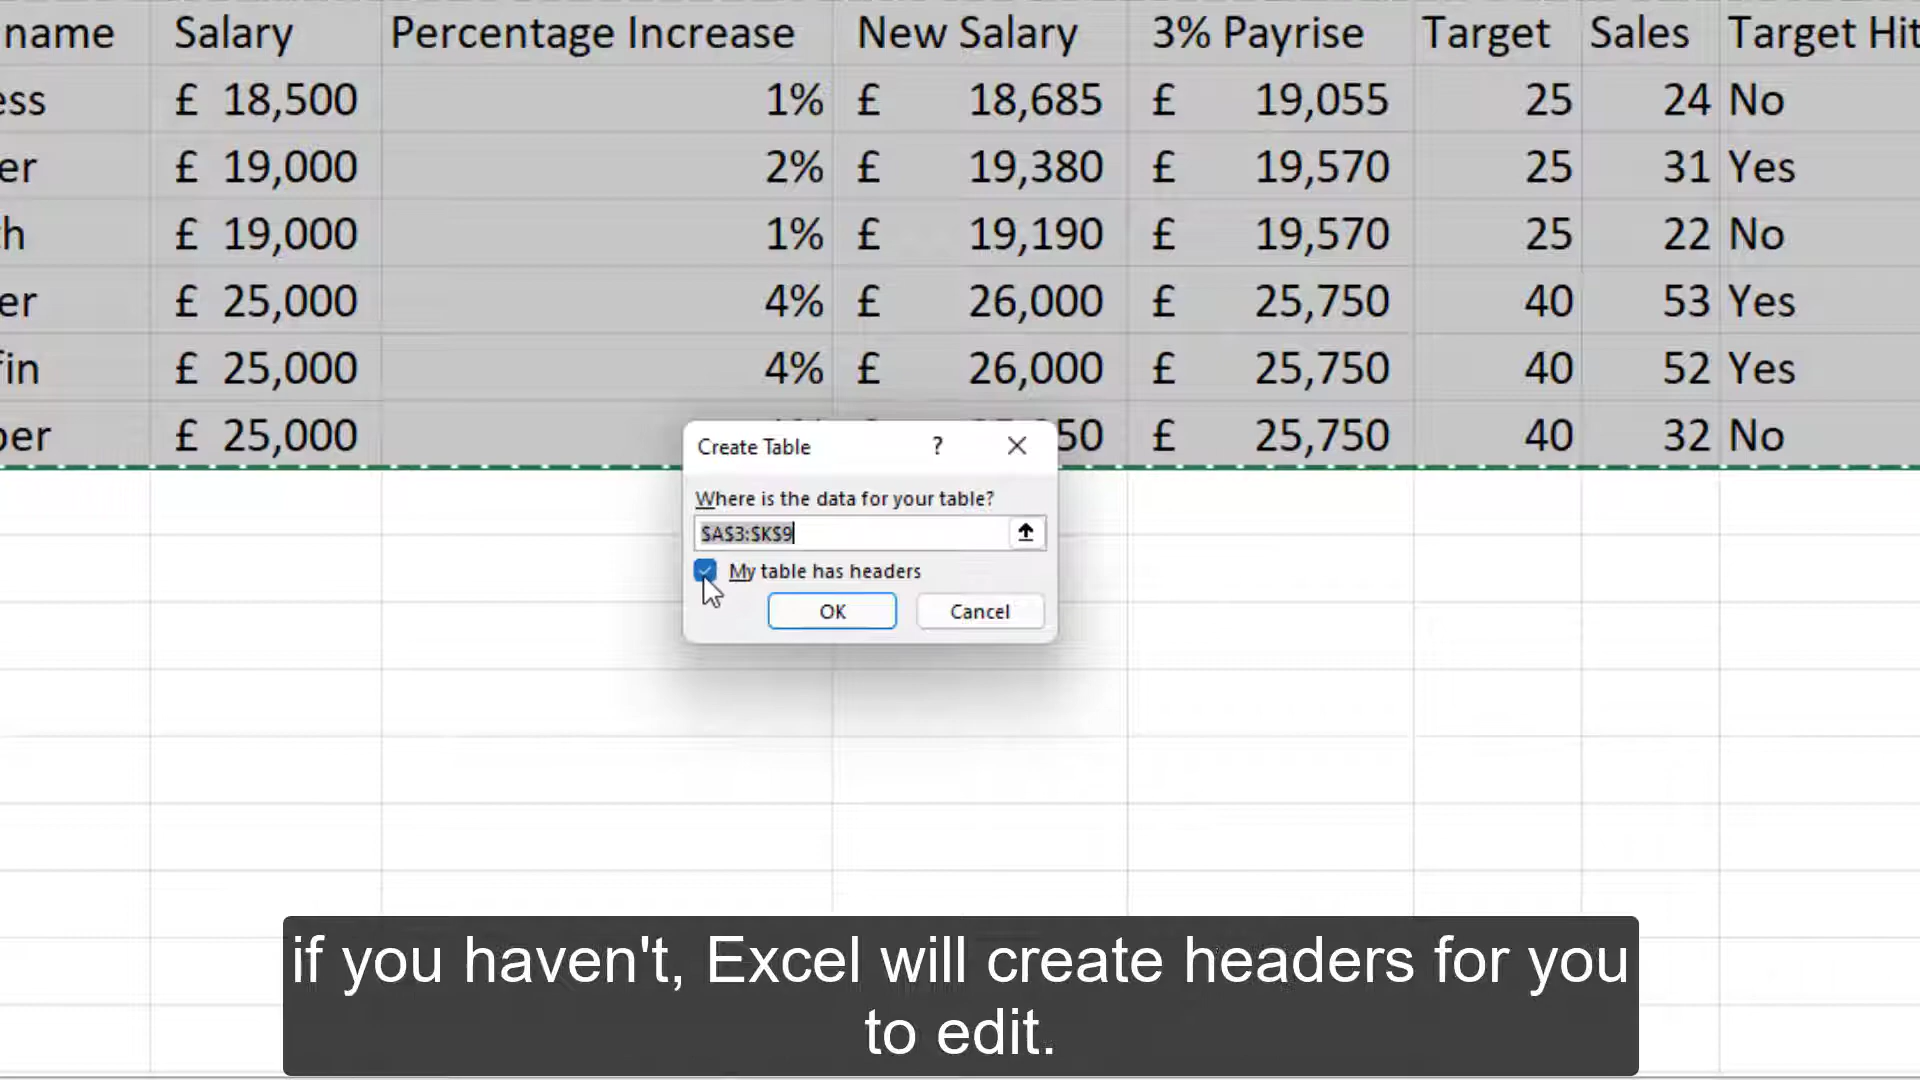 name Salary Percentage Increase New Salary 3% Payrise Target Sales Target Hit
ess £ 18,500 1% £ 18,685 £ 19,055 25 24 No
er £ 19,000 2% £ 19,380 £ 19,570 25 31 Yes
h £ 19,000 1% £ 19,190 £ 19,570 25 22 No
er £ 25,000 4% £ 26,000 £ 25,750 40 53 Yes
fin £ 25,000 4% £ 26,000 £ 25,750 40 52 Yes
per £ 25,000 50 £ 25,750 40 32 No
Create Table ?
Where is the data for your table?
$A$3:$K$9
My table has headers
OK Cancel
if you haven't, Excel will create headers for you
to edit.